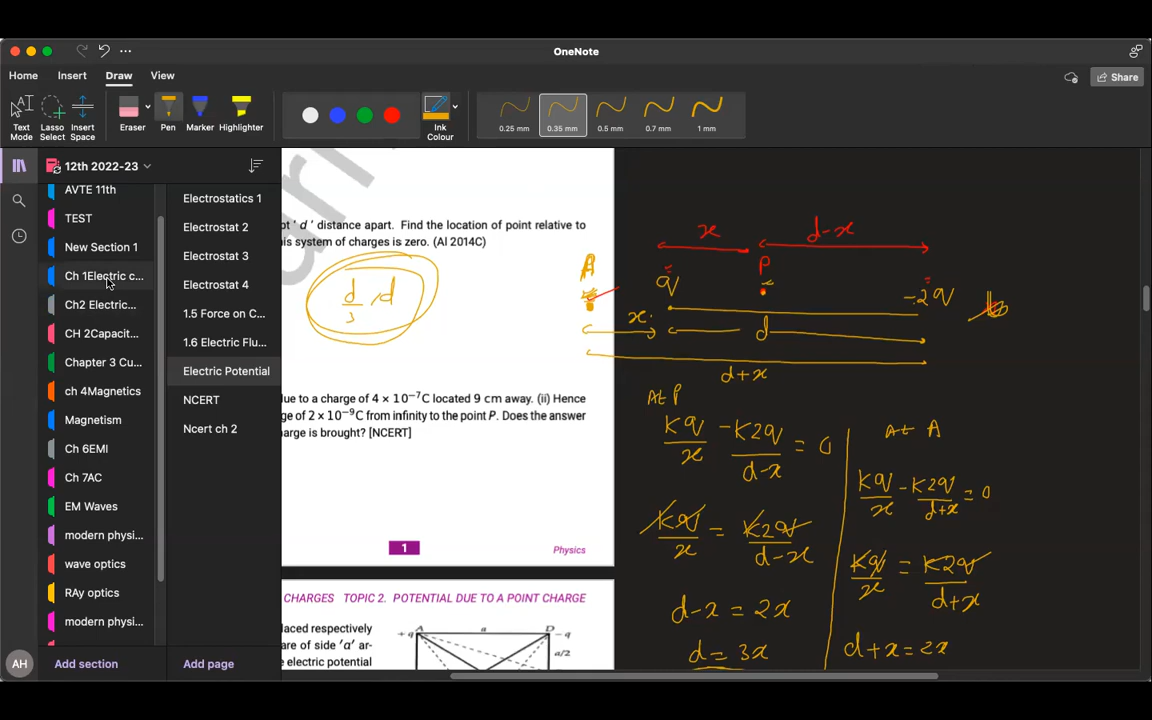 OneNote
Home Insert Draw View
Share
Text Mode
Lasso Select
Insert Space
Eraser
Pen
Marker
Highlighter
Ink Colour
0.25 mm
0.35 mm
0.5 mm
0.7 mm
1 mm
12th 2022-23
AVTE 11th
TEST
New Section 1
Ch 1Electric c...
Ch2 Electric...
CH 2Capacit...
Chapter 3 Cu...
ch 4Magnetics
Magnetism
Ch 6EMI
Ch 7AC
EM Waves
modern physi...
wave optics
RAy optics
modern physi...
Add section
AH
Electrostatics 1
Electrostat 2
Electrostat 3
Electrostat 4
1.5 Force on C...
1.6 Electric Flu...
Electric Potential
NCERT
Ncert ch 2
Add page
pt ' d ' distance apart. Find the location of point relative to
is system of charges is zero. (AI 2014C)
d/3 , d
due to a charge of 4 × 10⁻⁷C located 9 cm away. (ii) Hence
ge of 2 × 10⁻⁹C from infinity to the point P. Does the answer
harge is brought? [NCERT]
1
Physics
CHARGES TOPIC 2. POTENTIAL DUE TO A POINT CHARGE
laced respectively
are of side 'a' ar-
e electric potential
+q A a D -q
a/2
x d-x
A P
q -2q
x d
d+x
At P
Kq/x - K2q/d-x = 0
Kq/x = K2q/d-x
d-x = 2x
d = 3x
At A
Kq/x - K2q/d+x = 0
Kq/x = K2q/d+x
d+x = 2x